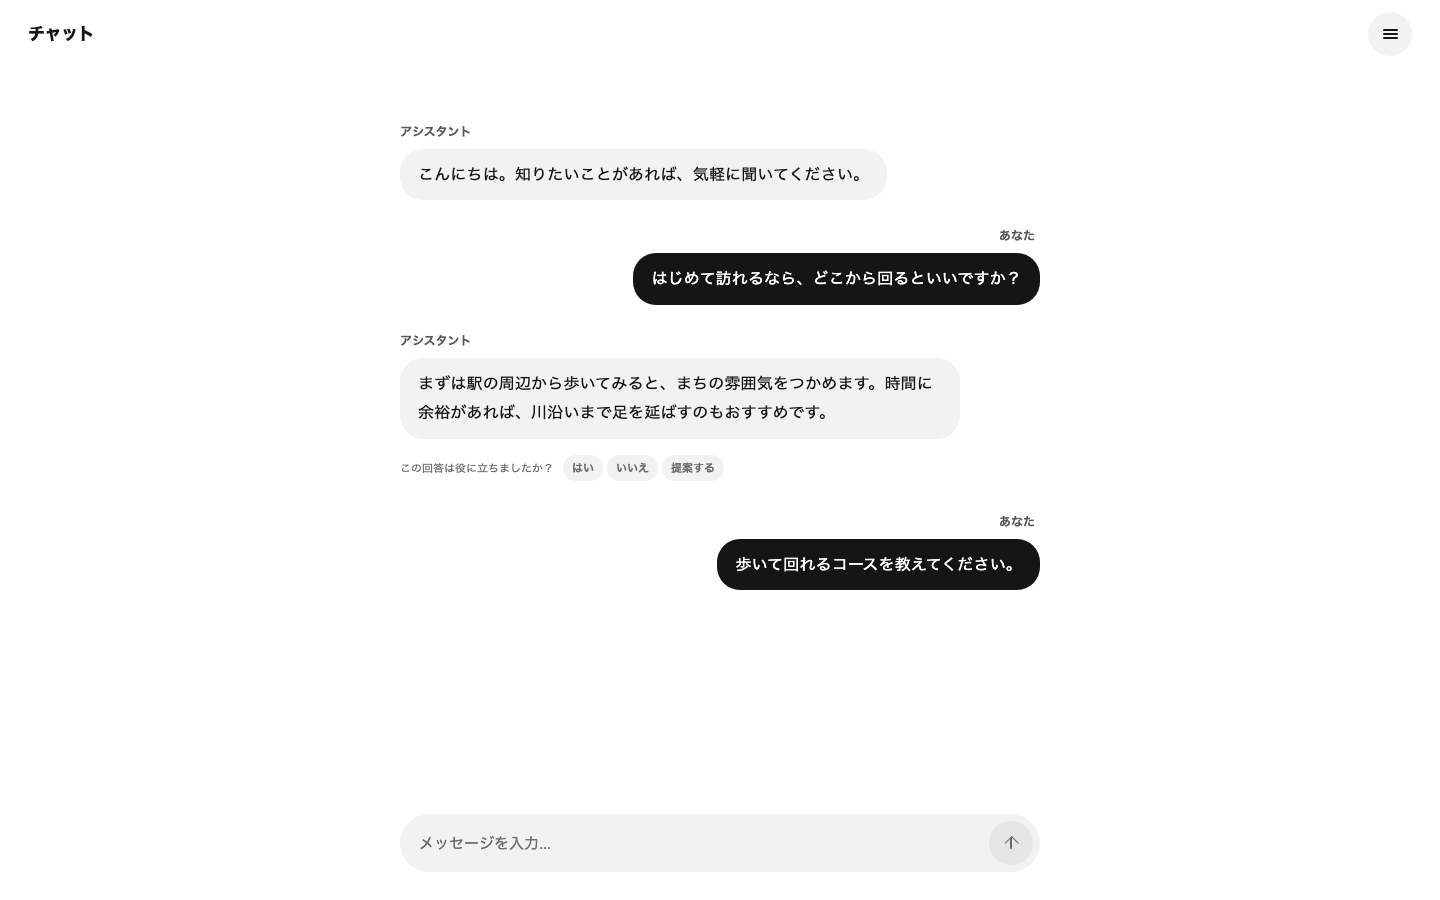 チャット
アシスタント
こんにちは。知りたいことがあれば、気軽に聞いてください。
あなた
はじめて訪れるなら、どこから回るといいですか？
アシスタント
まずは駅の周辺から歩いてみると、まちの雰囲気をつかめます。時間に
余裕があれば、川沿いまで足を延ばすのもおすすめです。
この回答は役に立ちましたか？ はい いいえ 提案する
あなた
歩いて回れるコースを教えてください。
メッセージを入力...